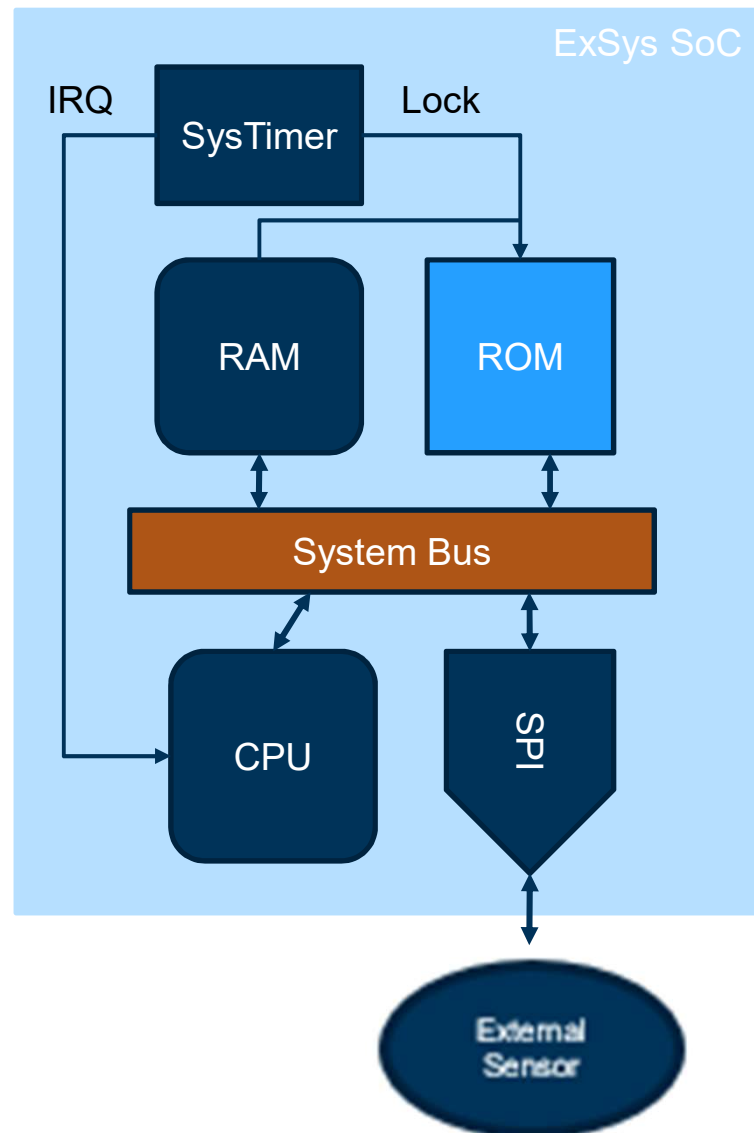 ExSys SoC
IRQ
SysTimer
Lock
RAM
ROM
System Bus
CPU
SPI
External
Sensor